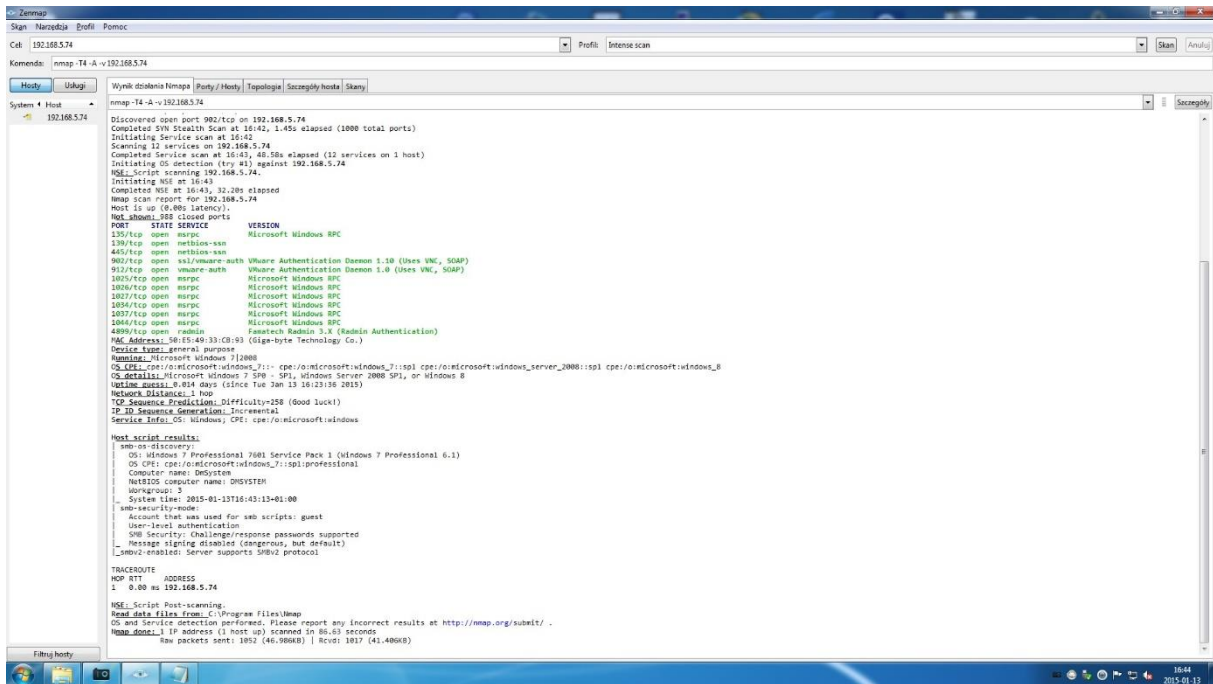 Zenmap
Skan Narzędzia Profil Pomoc
Cel: 192.168.5.74 Profil: Intense scan Skan Anuluj
Komenda: nmap -T4 -A -v 192.168.5.74
Hosty Usługi Wynik działania Nmapa Porty / Hosty Topologia Szczegóły hosta Skany
System Host nmap -T4 -A -v 192.168.5.74 Szczegóły
192.168.5.74
Discovered open port 902/tcp on 192.168.5.74
Completed SYN Stealth Scan at 16:42, 1.45s elapsed (1000 total ports)
Initiating Service scan at 16:42
Scanning 12 services on 192.168.5.74
Completed Service scan at 16:43, 48.58s elapsed (12 services on 1 host)
Initiating OS detection (try #1) against 192.168.5.74
NSE: Script scanning 192.168.5.74.
Initiating NSE at 16:43
Completed NSE at 16:43, 32.20s elapsed
Nmap scan report for 192.168.5.74
Host is up (0.00s latency).
Not shown: 988 closed ports
PORT STATE SERVICE VERSION
135/tcp open msrpc Microsoft Windows RPC
139/tcp open netbios-ssn
445/tcp open netbios-ssn
902/tcp open ssl/vmware-auth VMware Authentication Daemon 1.10 (Uses VNC, SOAP)
912/tcp open vmware-auth VMware Authentication Daemon 1.0 (Uses VNC, SOAP)
1025/tcp open msrpc Microsoft Windows RPC
1026/tcp open msrpc Microsoft Windows RPC
1027/tcp open msrpc Microsoft Windows RPC
1034/tcp open msrpc Microsoft Windows RPC
1037/tcp open msrpc Microsoft Windows RPC
1044/tcp open msrpc Microsoft Windows RPC
4899/tcp open radmin Famatech Radmin 3.X (Radmin Authentication)
MAC Address: 50:E5:49:33:CB:93 (Giga-byte Technology Co.)
Device type: general purpose
Running: Microsoft Windows 7|2008
OS CPE: cpe:/o:microsoft:windows_7::- cpe:/o:microsoft:windows_7::sp1 cpe:/o:microsoft:windows_server_2008::sp1 cpe:/o:microsoft:windows_8
OS details: Microsoft Windows 7 SP0 - SP1, Windows Server 2008 SP1, or Windows 8
Uptime guess: 0.014 days (since Tue Jan 13 16:23:36 2015)
Network Distance: 1 hop
TCP Sequence Prediction: Difficulty=258 (Good luck!)
IP ID Sequence Generation: Incremental
Service Info: OS: Windows; CPE: cpe:/o:microsoft:windows
Host script results:
| smb-os-discovery:
|   OS: Windows 7 Professional 7601 Service Pack 1 (Windows 7 Professional 6.1)
|   OS CPE: cpe:/o:microsoft:windows_7::sp1:professional
|   Computer name: DmSystem
|   NetBIOS computer name: DMSYSTEM
|   Workgroup: 3
|_  System time: 2015-01-13T16:43:13+01:00
| smb-security-mode:
|   Account that was used for smb scripts: guest
|   User-level authentication
|   SMB Security: Challenge/response passwords supported
|_  Message signing disabled (dangerous, but default)
|_smbv2-enabled: Server supports SMBv2 protocol
TRACEROUTE
HOP RTT ADDRESS
1 0.00 ms 192.168.5.74
NSE: Script Post-scanning.
Read data files from: C:\Program Files\Nmap
OS and Service detection performed. Please report any incorrect results at http://nmap.org/submit/ .
Nmap done: 1 IP address (1 host up) scanned in 86.63 seconds
Raw packets sent: 1052 (46.986KB) | Rcvd: 1017 (41.406KB)
Filtruj hosty
16:44
2015-01-13